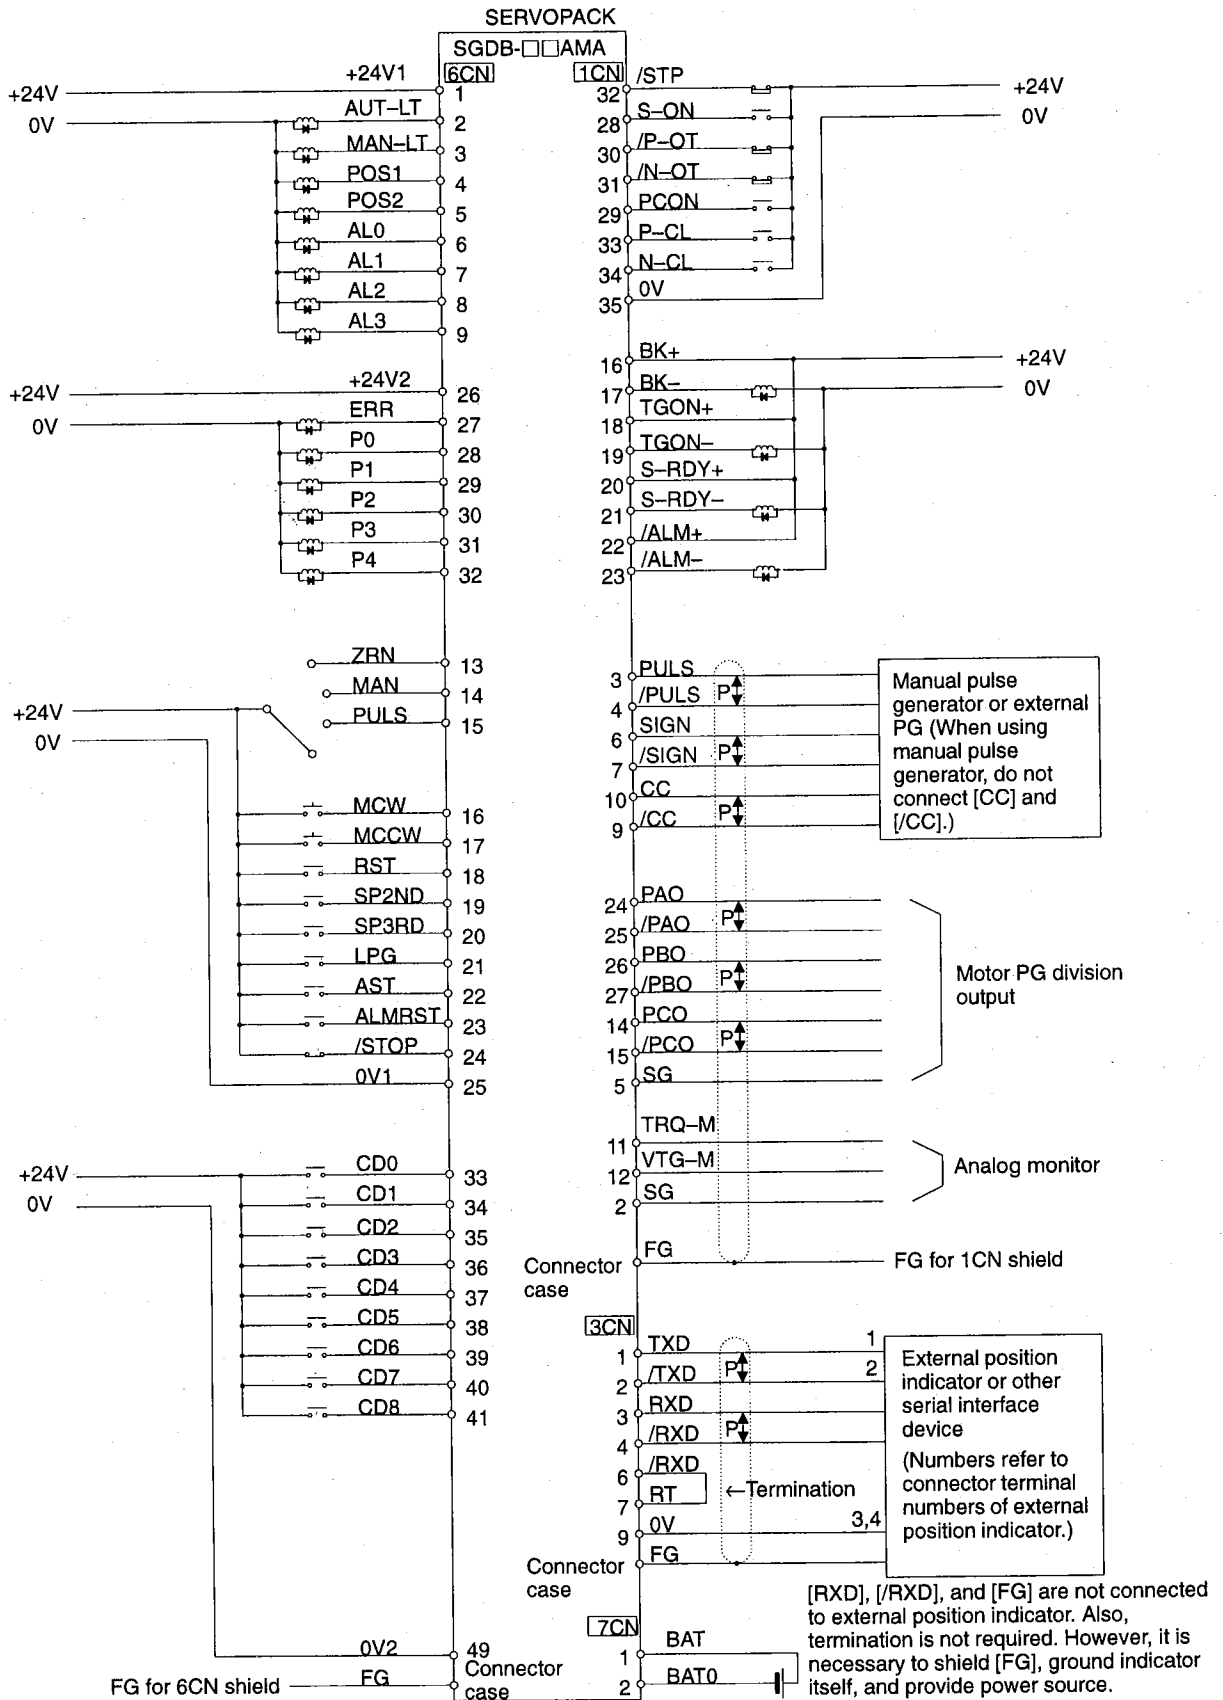 SERVOPACK
SGDB-□□AMA
6CN
1CN
+24V
+24V1
1
0V
AUT-LT
2
MAN-LT
3
POS1
4
POS2
5
AL0
6
AL1
7
AL2
8
AL3
9
+24V
+24V2
26
0V
ERR
27
P0
28
P1
29
P2
30
P3
31
P4
32
ZRN
13
MAN
14
+24V
PULS
15
0V
MCW
16
MCCW
17
RST
18
SP2ND
19
SP3RD
20
LPG
21
AST
22
ALMRST
23
/STOP
24
0V1
25
+24V
CD0
33
0V
CD1
34
CD2
35
CD3
36
CD4
37
CD5
38
CD6
39
CD7
40
CD8
41
0V2
49
FG for 6CN shield
FG
Connector
case
32
/STP
+24V
28
S-ON
0V
30
/P-OT
31
/N-OT
29
PCON
33
P-CL
34
N-CL
35
0V
16
BK+
+24V
17
BK-
0V
18
TGON+
19
TGON-
20
S-RDY+
21
S-RDY-
22
/ALM+
23
/ALM-
3
PULS
4
/PULS
P
6
SIGN
7
/SIGN
P
10
CC
9
/CC
P
Manual pulse
generator or external
PG (When using
manual pulse
generator, do not
connect [CC] and
[/CC].)
24
PAO
25
/PAO
P
26
PBO
27
/PBO
P
14
PCO
15
/PCO
P
5
SG
Motor PG division
output
11
TRQ-M
12
VTG-M
2
SG
Analog monitor
Connector
case
FG
FG for 1CN shield
3CN
1
TXD
1
2
/TXD
P
2
3
RXD
4
/RXD
P
6
/RXD
7
RT
←Termination
9
0V
3,4
Connector
case
FG
External position
indicator or other
serial interface
device
(Numbers refer to
connector terminal
numbers of external
position indicator.)
7CN
1
BAT
2
BAT0
[RXD], [/RXD], and [FG] are not connected
to external position indicator. Also,
termination is not required. However, it is
necessary to shield [FG], ground indicator
itself, and provide power source.